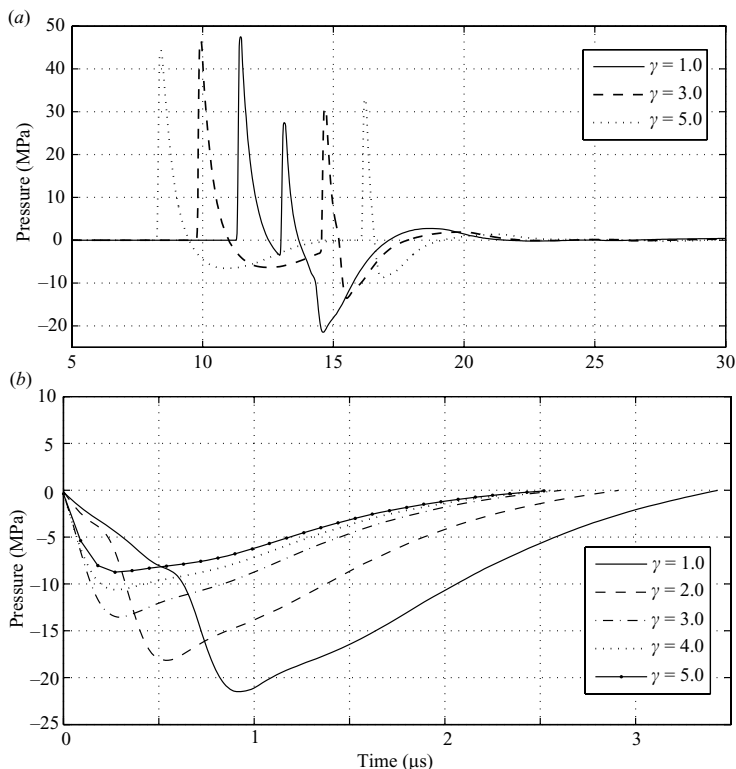 (a)
50
40
30
20
10
0
–10
–20
Pressure (MPa)
γ = 1.0
γ = 3.0
γ = 5.0
5 10 15 20 25 30
(b)
10
5
0
–5
–10
–15
–20
–25
Pressure (MPa)
γ = 1.0
γ = 2.0
γ = 3.0
γ = 4.0
γ = 5.0
0 1 2 3
Time (μs)